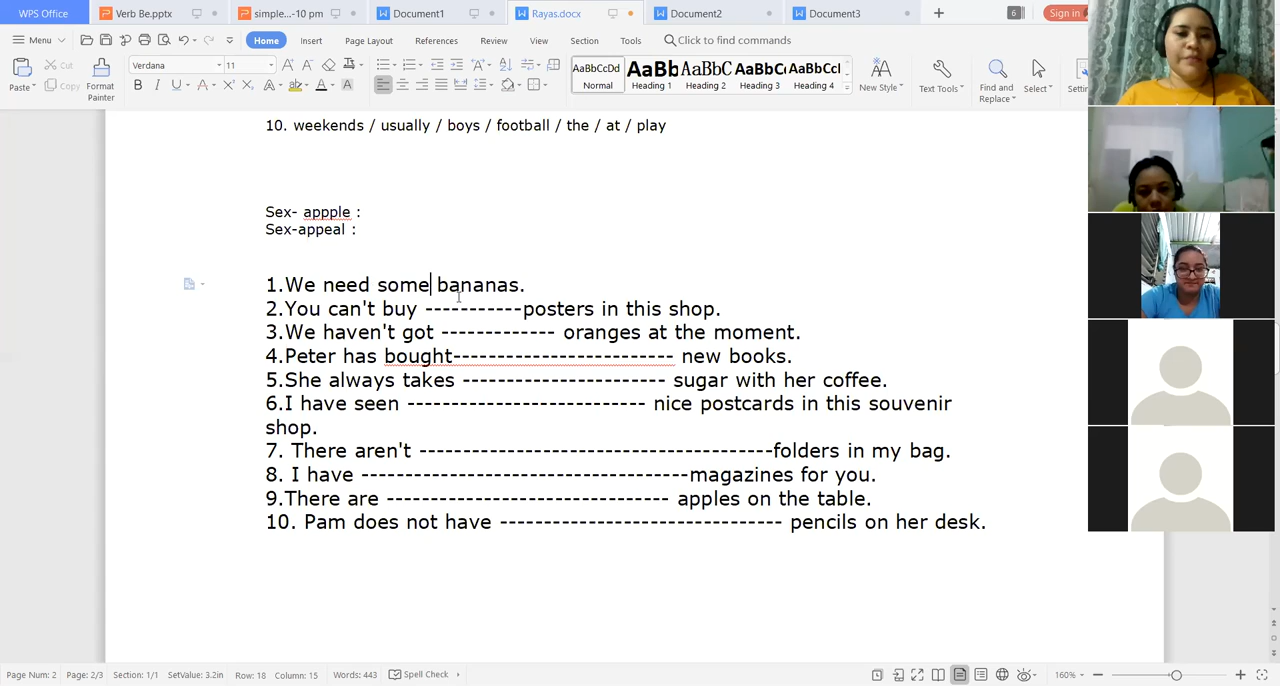 WPS Office
Verb Be.pptx
simple...-10 pm
Document1
Rayas.docx
Document2
Document3
6
Sign in
Menu
Home
Insert
Page Layout
References
Review
View
Section
Tools
Click to find commands
Paste
Cut
Copy
Format Painter
Verdana
11
AaBbCcDd
Normal
AaBb
Heading 1
AaBbC
Heading 2
AaBbCc
Heading 3
AaBbCcl
Heading 4
New Style
Text Tools
Find and Replace
Select
10. weekends / usually / boys / football / the / at / play
Sex- appple :
Sex-appeal :
1.We need some bananas.
2.You can't buy -----------posters in this shop.
3.We haven't got ------------- oranges at the moment.
4.Peter has bought------------------------- new books.
5.She always takes ----------------------- sugar with her coffee.
6.I have seen --------------------------- nice postcards in this souvenir
shop.
7. There aren't ----------------------------------------folders in my bag.
8. I have -------------------------------------magazines for you.
9.There are -------------------------------- apples on the table.
10. Pam does not have -------------------------------- pencils on her desk.
Page Num: 2
Page: 2/3
Section: 1/1
SetValue: 3.2in
Row: 18
Column: 15
Words: 443
Spell Check
160%